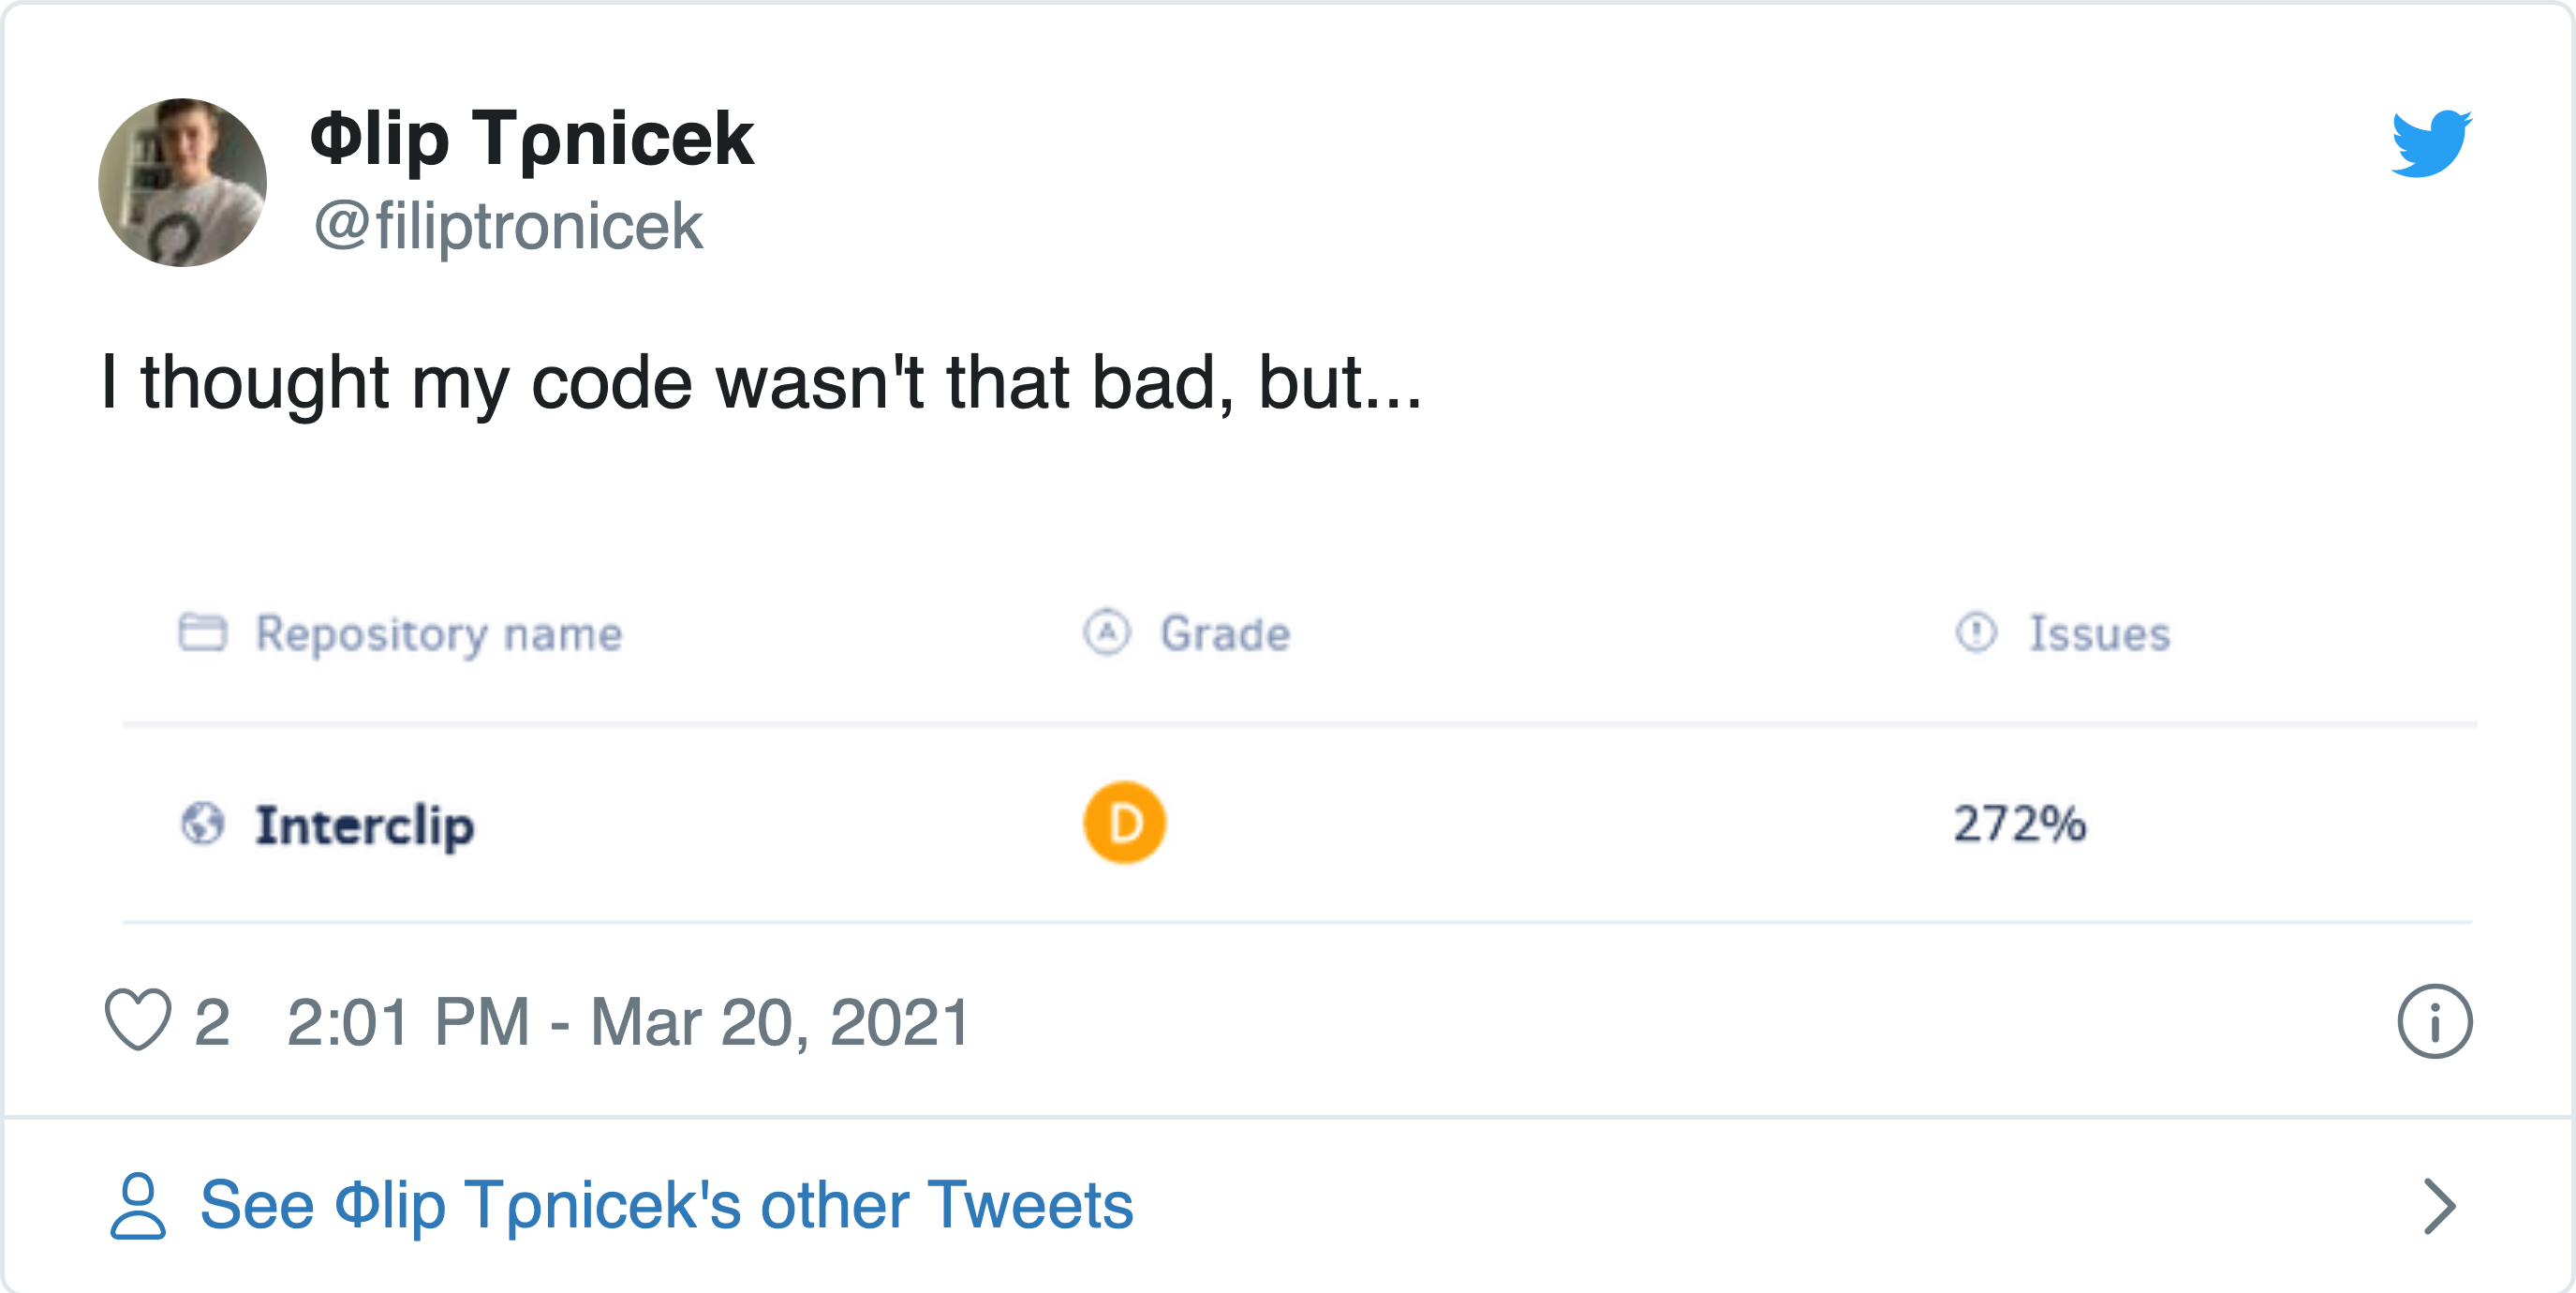 Φlip Tρnicek
@filiptronicek
I thought my code wasn't that bad, but...
Repository name Grade Issues
Interclip D 272%
2 2:01 PM - Mar 20, 2021
See Φlip Tρnicek's other Tweets